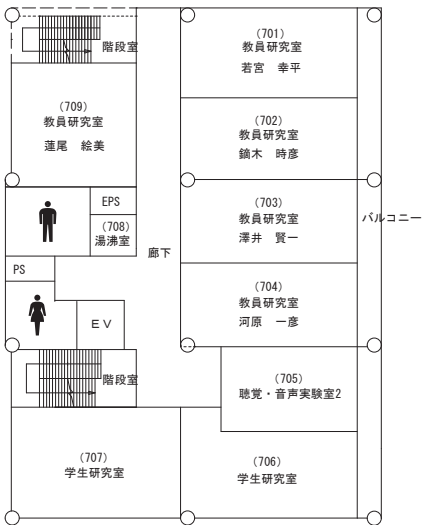 階段室
(701)
教員研究室
若宮 幸平
(709)
教員研究室
蓮尾 絵美
(702)
教員研究室
鏑木 時彦
EPS
(708)
湯沸室
(703)
教員研究室
澤井 賢一
バルコニー
廊下
PS
(704)
教員研究室
河原 一彦
EV
階段室
(705)
聴覚・音声実験室2
(707)
学生研究室
(706)
学生研究室